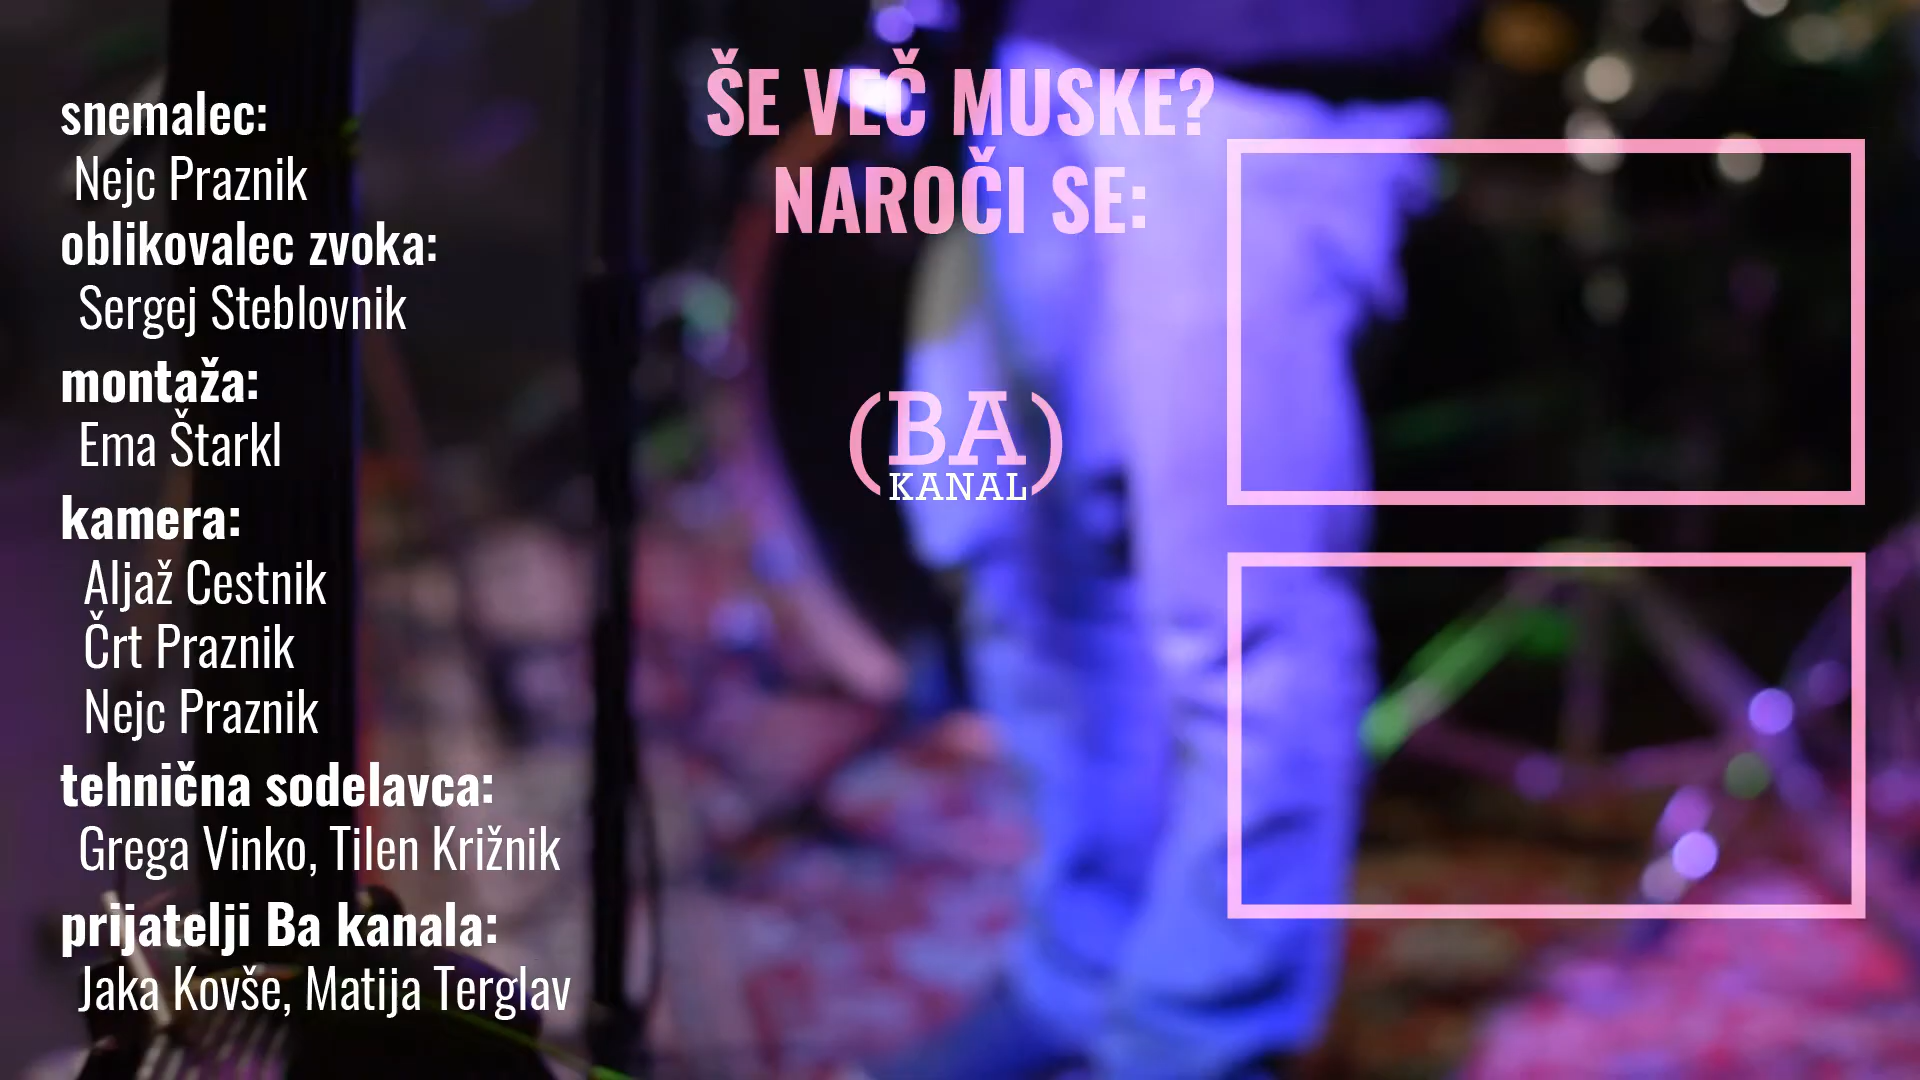 snemalec:
Nejc Praznik
oblikovalec zvoka:
Sergej Steblovnik
montaža:
Ema Štarkl
kamera:
Aljaž Cestnik
Črt Praznik
Nejc Praznik
tehnična sodelavca:
Grega Vinko, Tilen Križnik
prijatelji Ba kanala:
Jaka Kovše, Matija Terglav
ŠE VEČ MUSKE?
NAROČI SE:
(BA)
KANAL